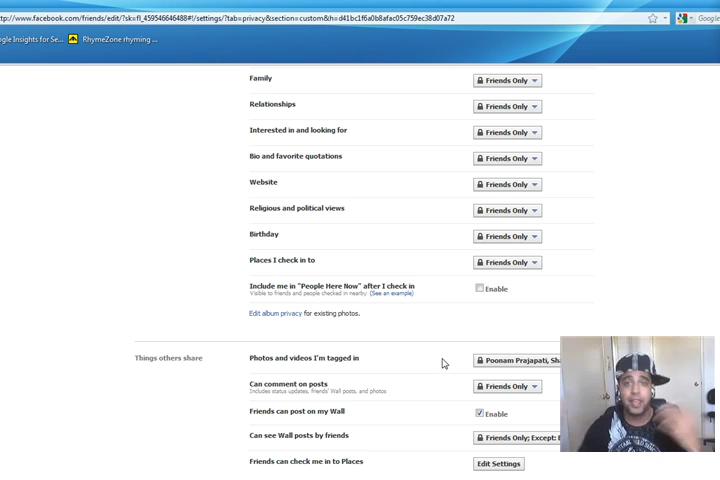 ttp://www.facebook.com/friends/edit/?sk=fl_459546646488#!/settings/?tab=privacy&section=custom&h=d41bc1f6a0b8afac05c759ec38d07a72
Google
gle Insights for Se...
RhymeZone rhyming ...
Family
Friends Only
Relationships
Friends Only
Interested in and looking for
Friends Only
Bio and favorite quotations
Friends Only
Website
Friends Only
Religious and political views
Friends Only
Birthday
Friends Only
Places I check in to
Friends Only
Include me in "People Here Now" after I check in
Visible to friends and people checked in nearby (See an example)
Enable
Edit album privacy for existing photos.
Things others share
Photos and videos I'm tagged in
Poonam Prajapati, Sh
Can comment on posts
Includes status updates, friends' Wall posts, and photos
Friends Only
Friends can post on my Wall
Enable
Can see Wall posts by friends
Friends Only; Except:
Friends can check me in to Places
Edit Settings